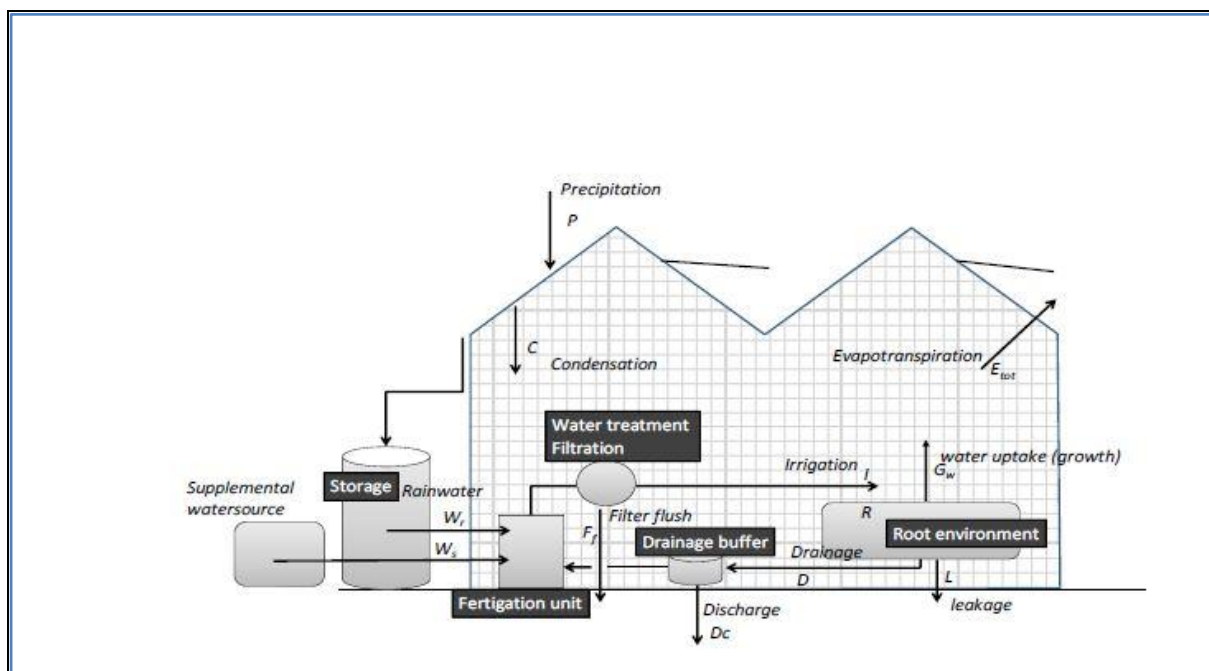 Precipitation
P
C
Condensation
Evapotranspiration
E_tot
Water treatment
Filtration
Supplemental
watersource
Storage
Rainwater
W_r
W_s
Irrigation
I
water uptake (growth)
G_w
R
Root environment
F_f
Filter flush
Drainage buffer
Drainage
D
L
leakage
Fertigation unit
Discharge
Dc